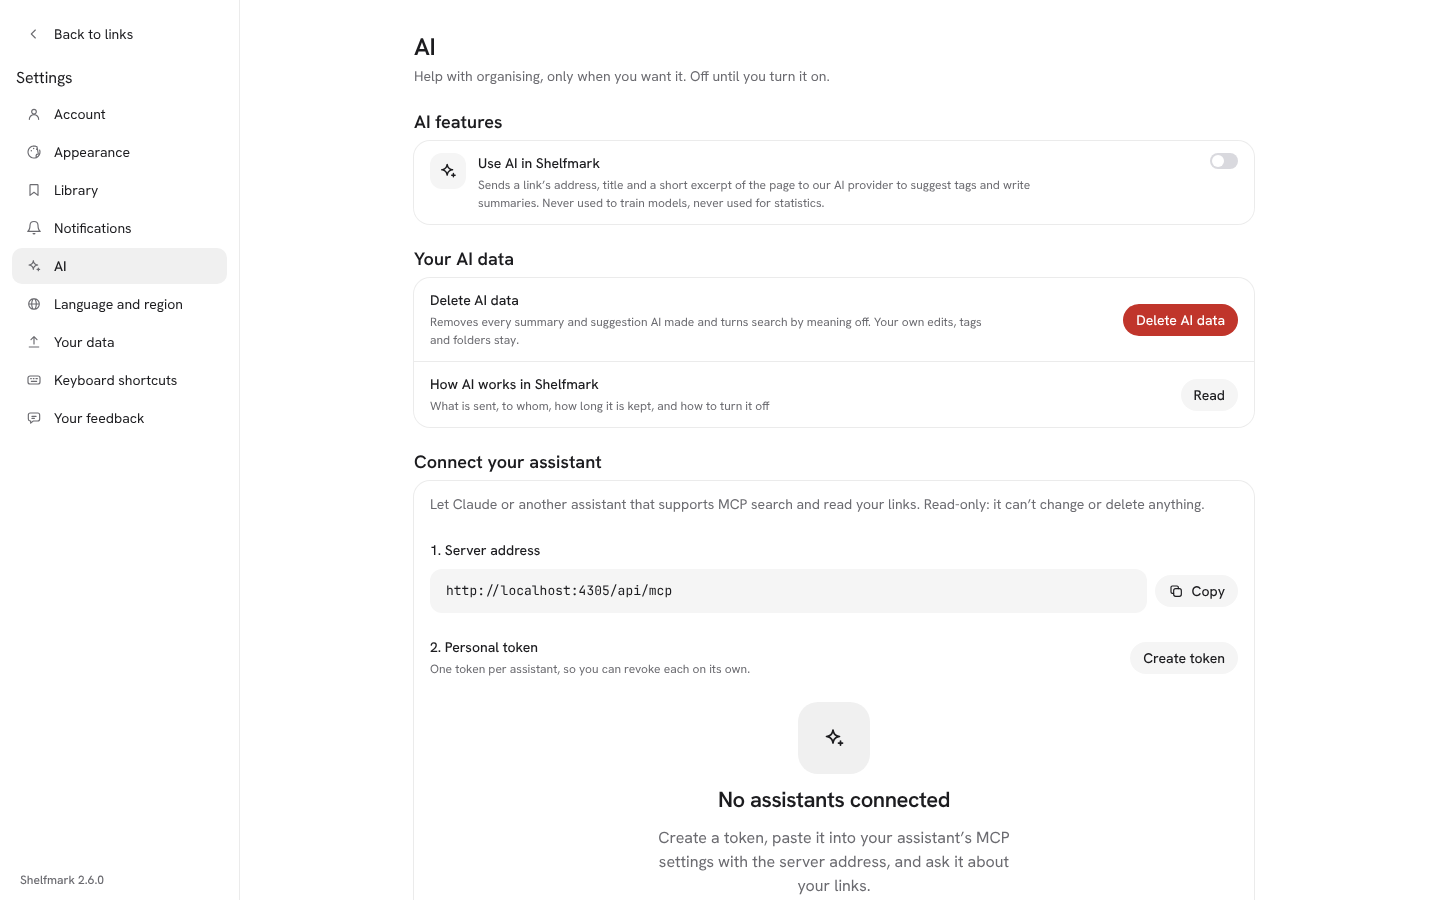 Back to links
Settings
Account
Appearance
Library
Notifications
AI
Language and region
Your data
Keyboard shortcuts
Your feedback
Shelfmark 2.6.0
AI
Help with organising, only when you want it. Off until you turn it on.
AI features
Use AI in Shelfmark
Sends a link’s address, title and a short excerpt of the page to our AI provider to suggest tags and write
summaries. Never used to train models, never used for statistics.
Your AI data
Delete AI data
Removes every summary and suggestion AI made and turns search by meaning off. Your own edits, tags
and folders stay.
Delete AI data
How AI works in Shelfmark
What is sent, to whom, how long it is kept, and how to turn it off
Read
Connect your assistant
Let Claude or another assistant that supports MCP search and read your links. Read-only: it can’t change or delete anything.
1. Server address
http://localhost:4305/api/mcp
Copy
2. Personal token
One token per assistant, so you can revoke each on its own.
Create token
No assistants connected
Create a token, paste it into your assistant’s MCP
settings with the server address, and ask it about
your links.